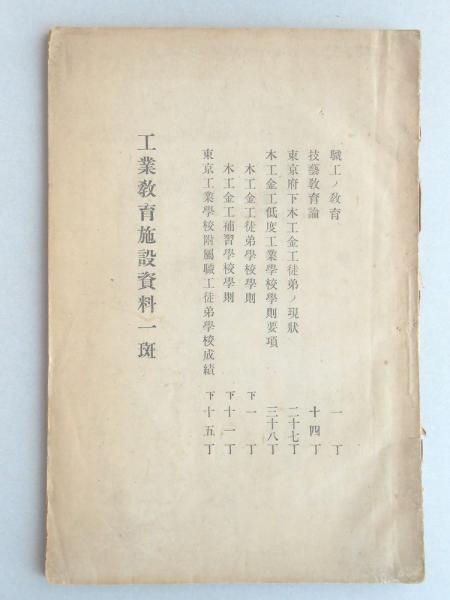 職工ノ教育 一丁
技藝教育論 十四丁
東京府下木工金工徒弟ノ現狀 二十七丁
木工金工低度工業學校學則要項 三十八丁
木工金工徒弟學校學則 下一丁
木工金工補習學校學則 下十一丁
東京工業學校附屬職工徒弟學校成績 下十五丁
工業教育施設資料一斑